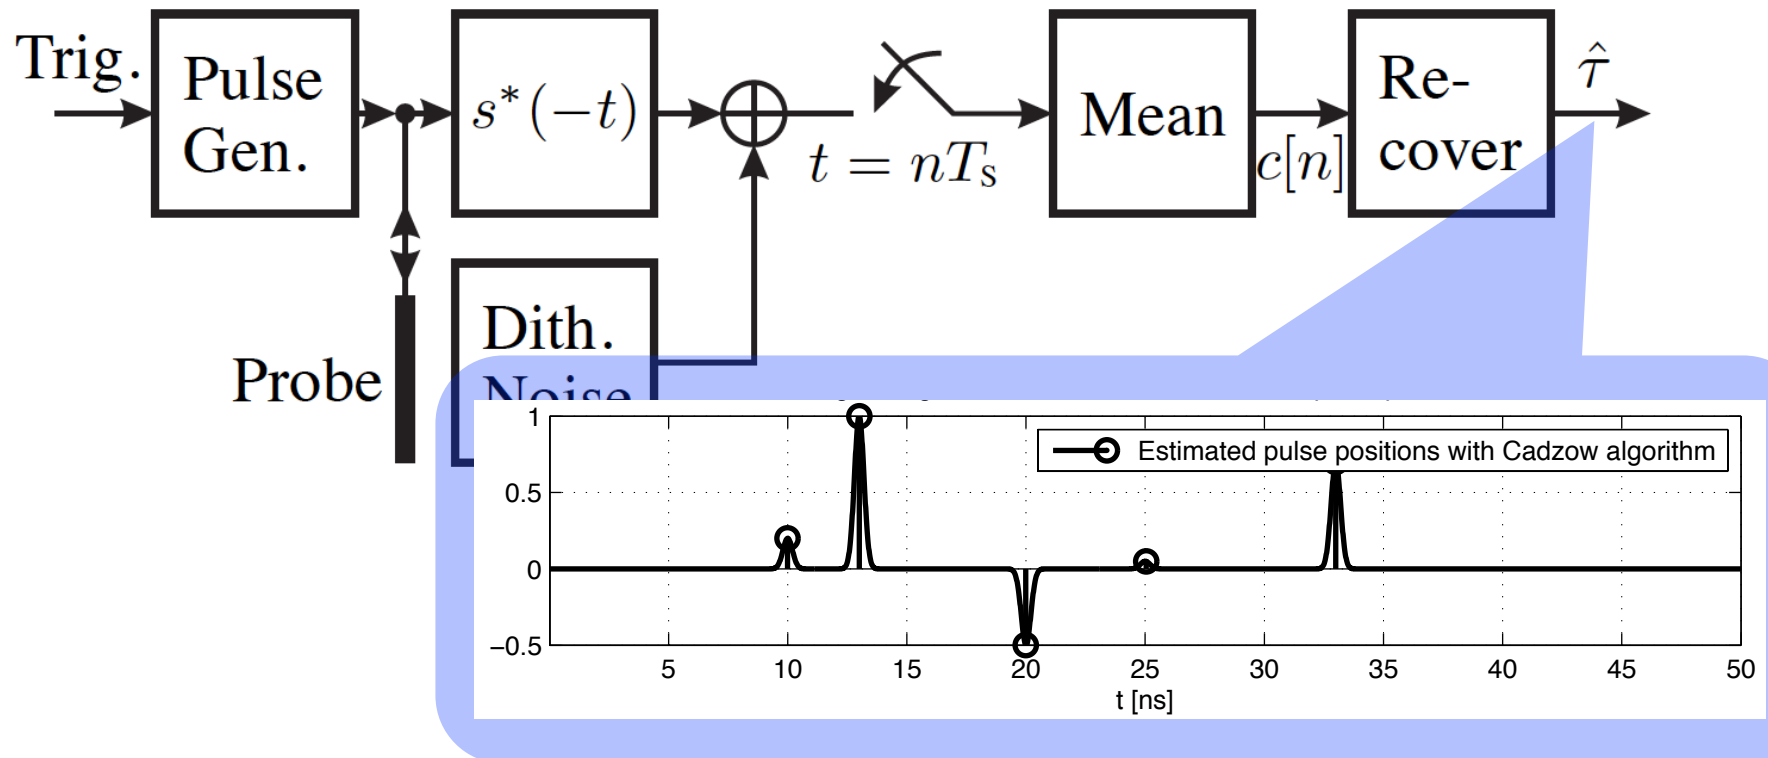 Trig.
Pulse
Gen.
s*(−t)
t = nTs
Mean
c[n]
Re-
cover
τ̂
Probe
Dith.
Noise
Estimated pulse positions with Cadzow algorithm
1
0.5
0
−0.5
5 10 15 20 25 30 35 40 45 50
t [ns]